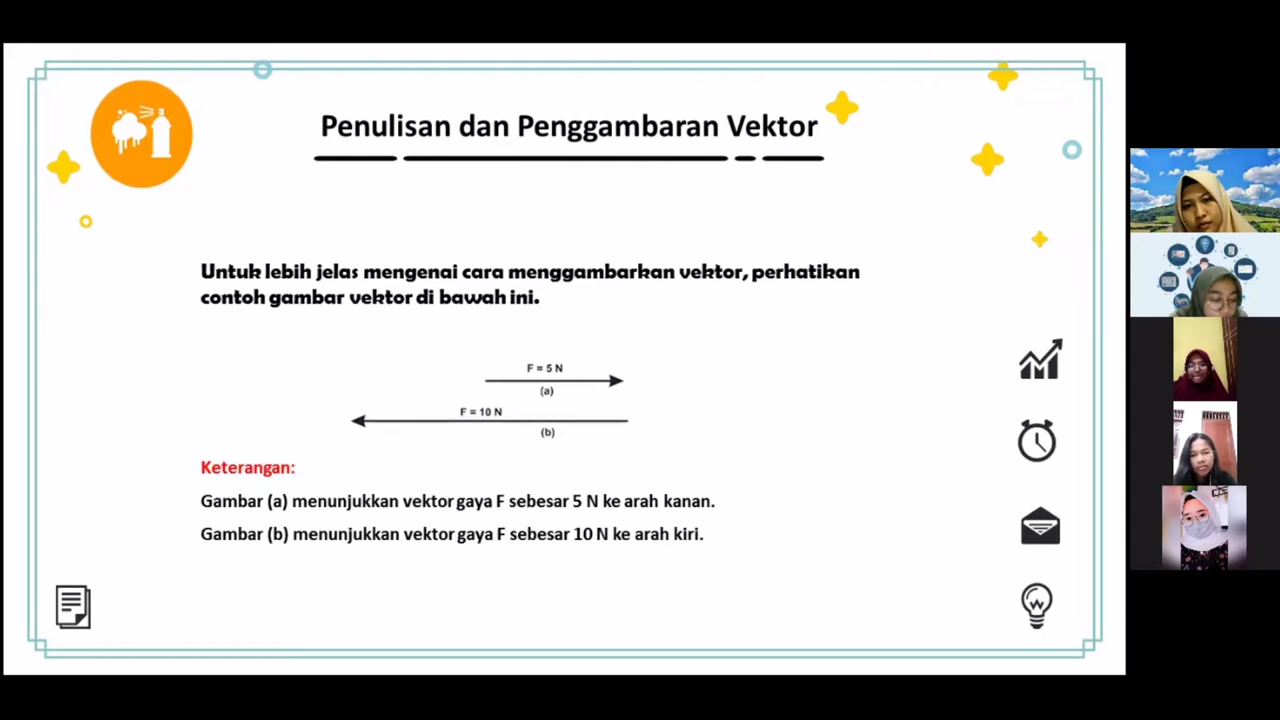 Penulisan dan Penggambaran Vektor
Untuk lebih jelas mengenai cara menggambarkan vektor, perhatikan
contoh gambar vektor di bawah ini.
F = 5 N
(a)
F = 10 N
(b)
Keterangan:
Gambar (a) menunjukkan vektor gaya F sebesar 5 N ke arah kanan.
Gambar (b) menunjukkan vektor gaya F sebesar 10 N ke arah kiri.